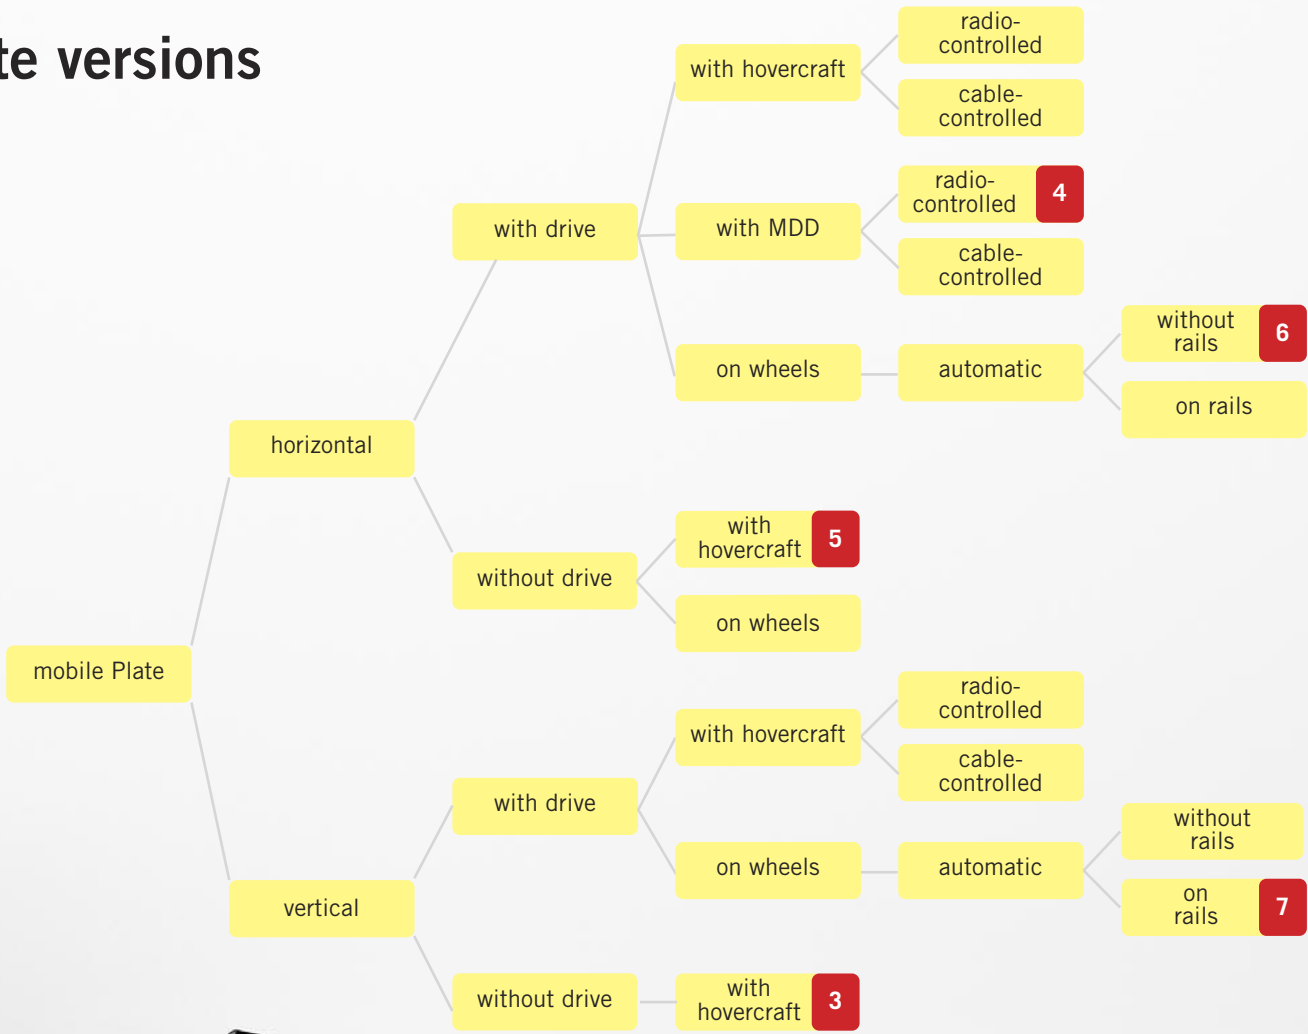 te versions
radio-
controlled
with hovercraft
cable-
controlled
radio-
controlled
4
with drive
with MDD
cable-
controlled
without
rails
6
on wheels
automatic
on rails
horizontal
with
hovercraft
5
without drive
on wheels
mobile Plate
radio-
controlled
with hovercraft
cable-
controlled
with drive
without
rails
on wheels
automatic
on
rails
7
vertical
without drive
with
hovercraft
3